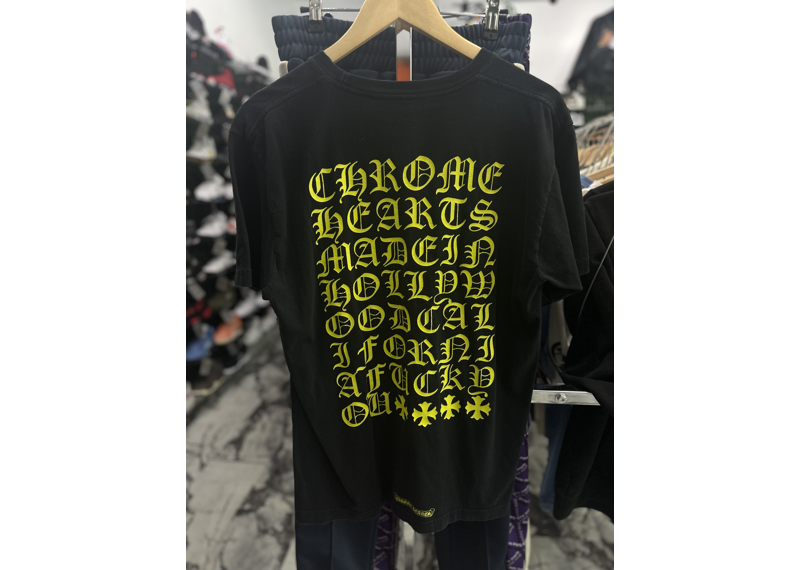 CHROME
HEARTS
MADEIN
HOLLYW
OODCAL
IFORNI
AFUCKY
OU